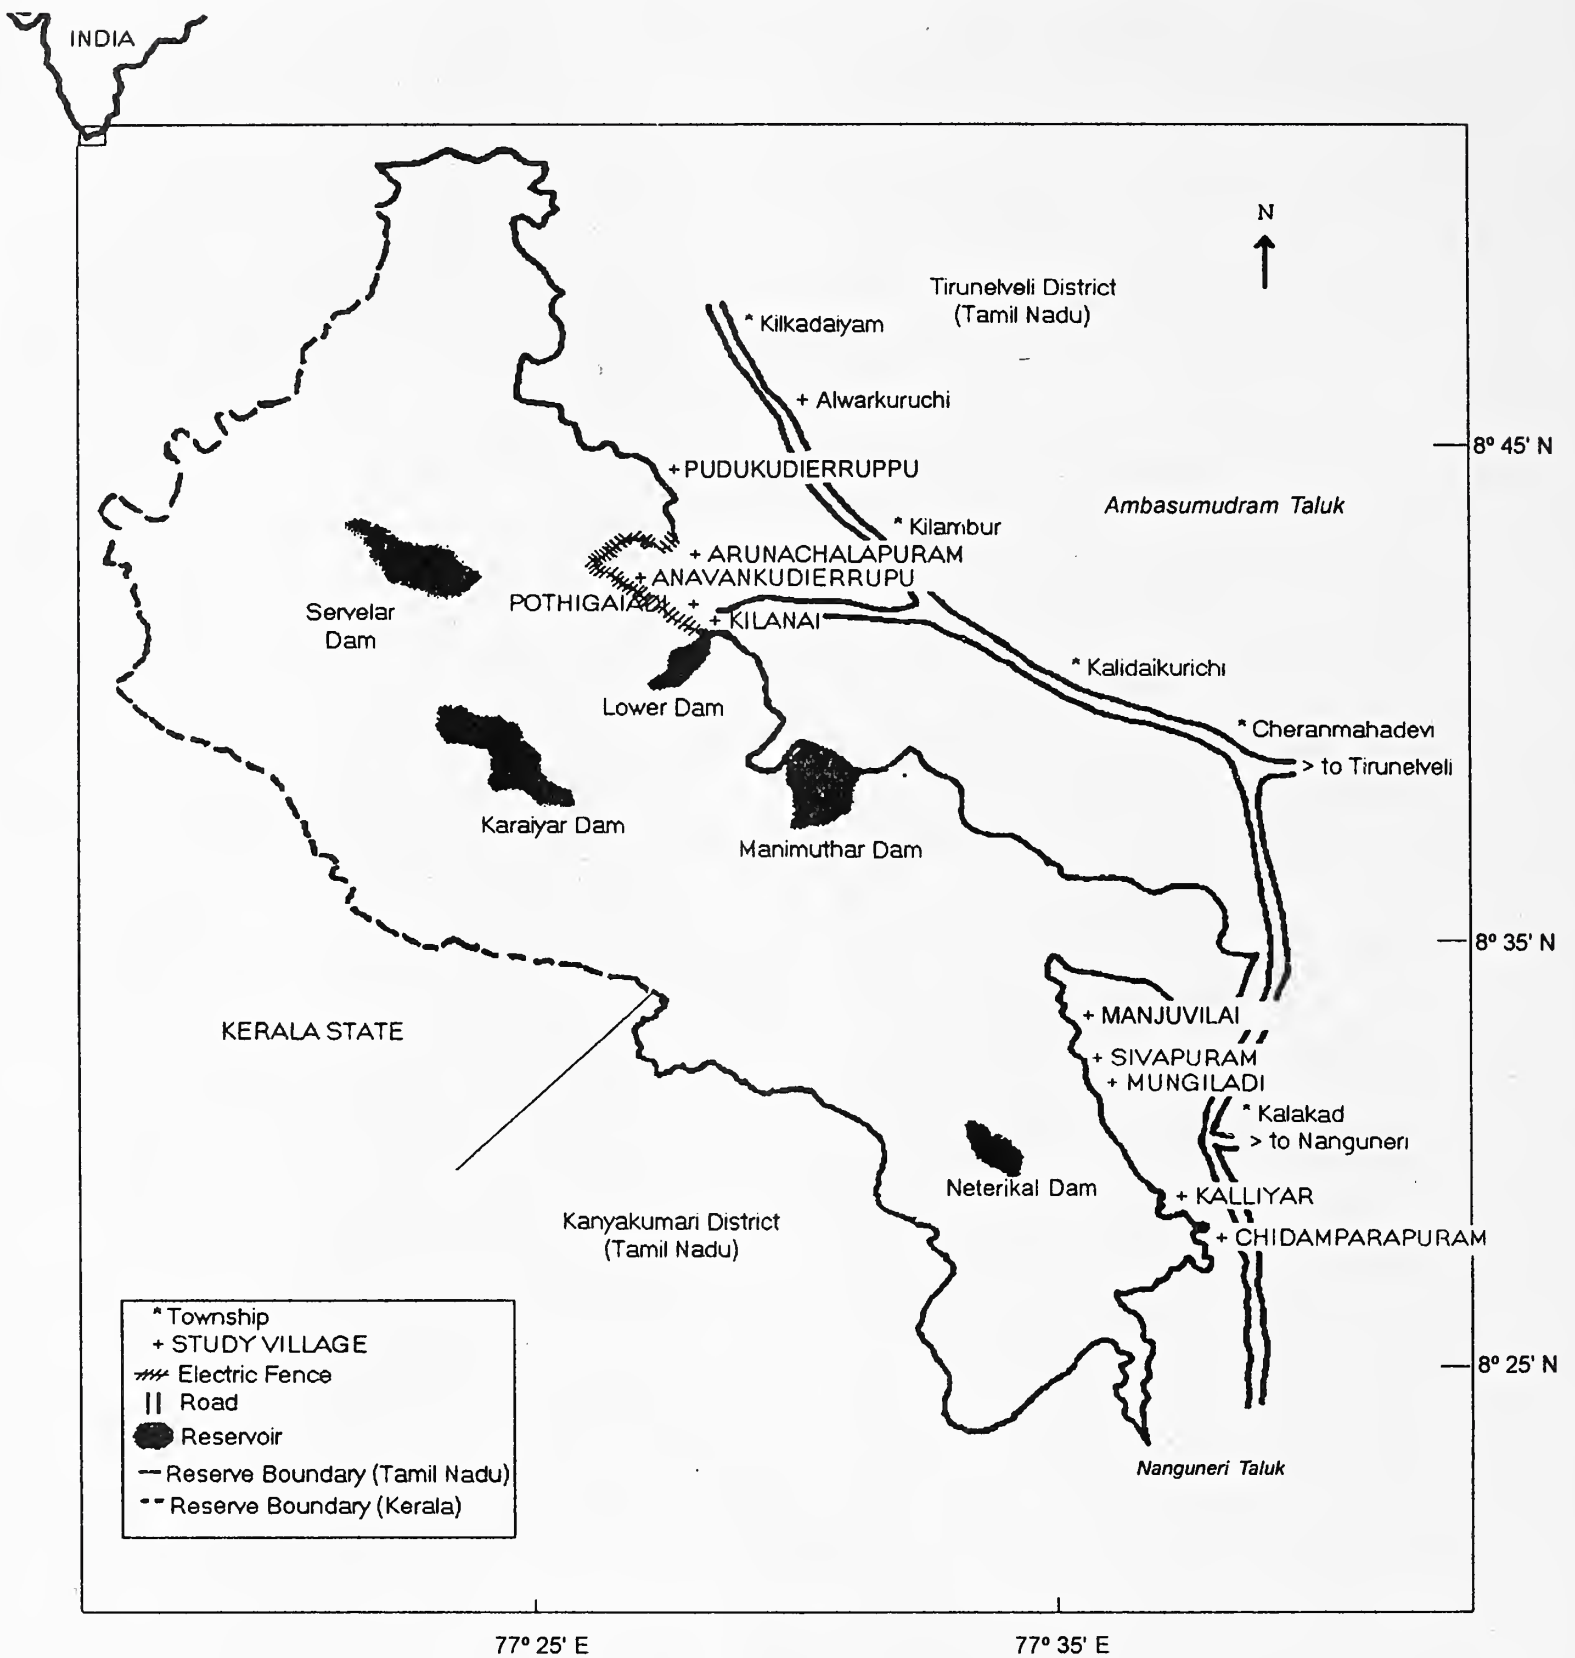 INDIA
N
Tirunelveli District
(Tamil Nadu)
* Kilkadaiyam
+ Alwarkuruchi
8° 45' N
+ PUDUKUDIERRUPPU
Ambasumudram Taluk
* Kilambur
+ ARUNACHALAPURAM
+ ANAVANKUDIERRUPU
POTHIGAIADI +
+ KILANAI
Servelar
Dam
* Kalidaikurichi
Lower Dam
* Cheranmahadevi
> to Tirunelveli
Karaiyar Dam
Manimuthar Dam
8° 35' N
+ MANJUVILAI
KERALA STATE
+ SIVAPURAM
+ MUNGILADI
* Kalakad
> to Nanguneri
Neterikal Dam
+ KALLIYAR
Kanyakumari District
(Tamil Nadu)
+ CHIDAMPARAPURAM
* Township
+ STUDY VILLAGE
Electric Fence
Road
Reservoir
Reserve Boundary (Tamil Nadu)
Reserve Boundary (Kerala)
8° 25' N
Nanguneri Taluk
77° 25' E
77° 35' E